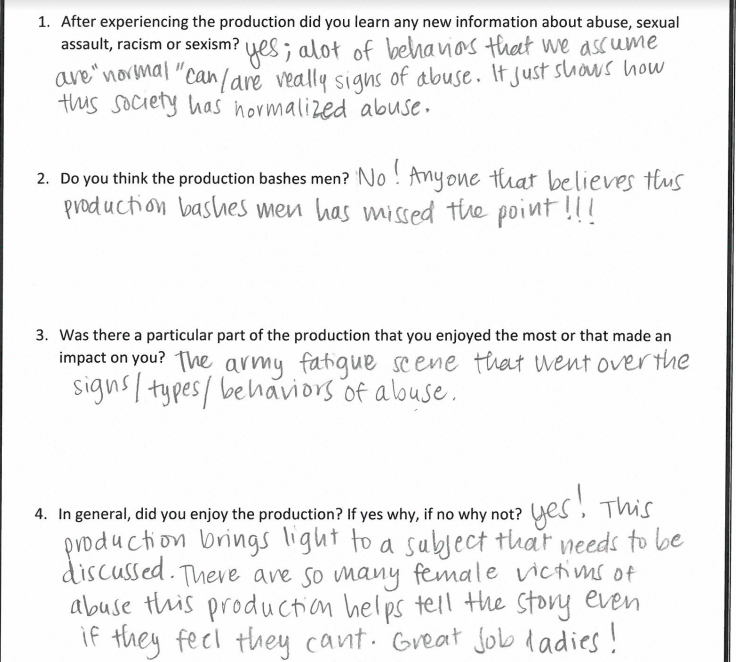 1. After experiencing the production did you learn any new information about abuse, sexual
assault, racism or sexism? yes; alot of behaviors that we assume
are "normal" can/are really signs of abuse. It just shows how
this society has normalized abuse.
2. Do you think the production bashes men? No! Anyone that believes this
production bashes men has missed the point!!!
3. Was there a particular part of the production that you enjoyed the most or that made an
impact on you? The army fatigue scene that went over the
signs/types/behaviors of abuse.
4. In general, did you enjoy the production? If yes why, if no why not? yes! This
production brings light to a subject that needs to be
discussed. There are so many female victims of
abuse this production helps tell the story even
if they feel they cant. Great Job ladies!